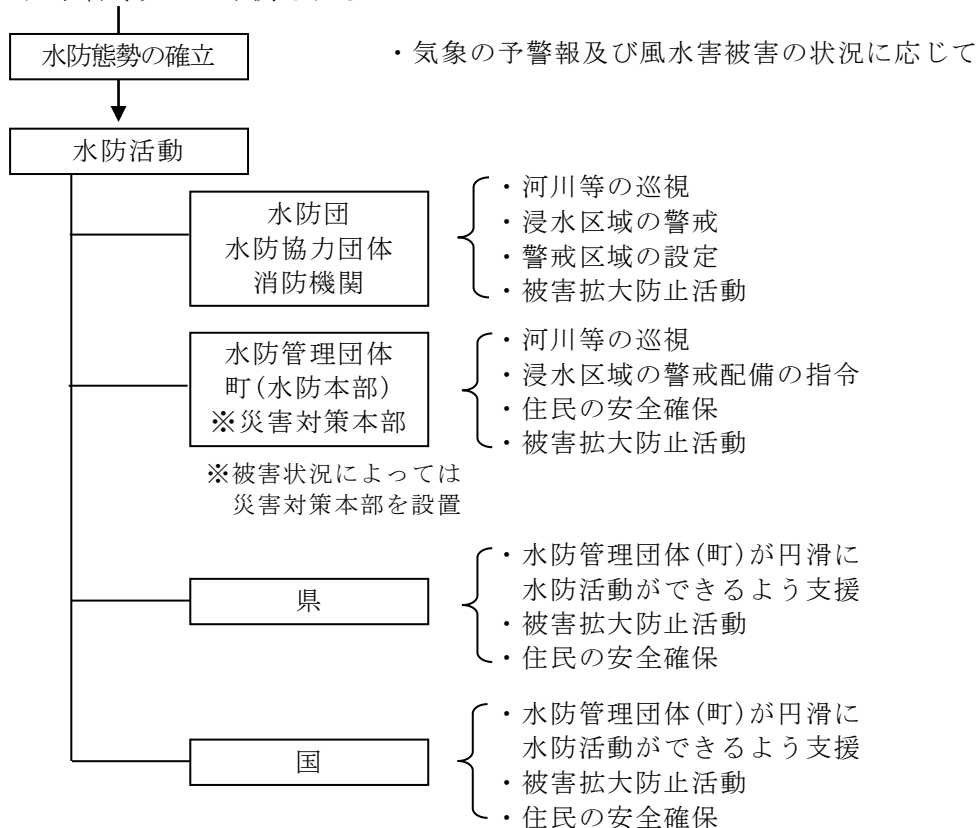 水防態勢の確立
・気象の予警報及び風水害被害の状況に応じて
水防活動
水防団
水防協力団体
消防機関
・河川等の巡視
・浸水区域の警戒
・警戒区域の設定
・被害拡大防止活動
水防管理団体
町(水防本部)
※災害対策本部
・河川等の巡視
・浸水区域の警戒配備の指令
・住民の安全確保
・被害拡大防止活動
※被害状況によっては
災害対策本部を設置
県
・水防管理団体(町)が円滑に
水防活動ができるよう支援
・被害拡大防止活動
・住民の安全確保
国
・水防管理団体(町)が円滑に
水防活動ができるよう支援
・被害拡大防止活動
・住民の安全確保